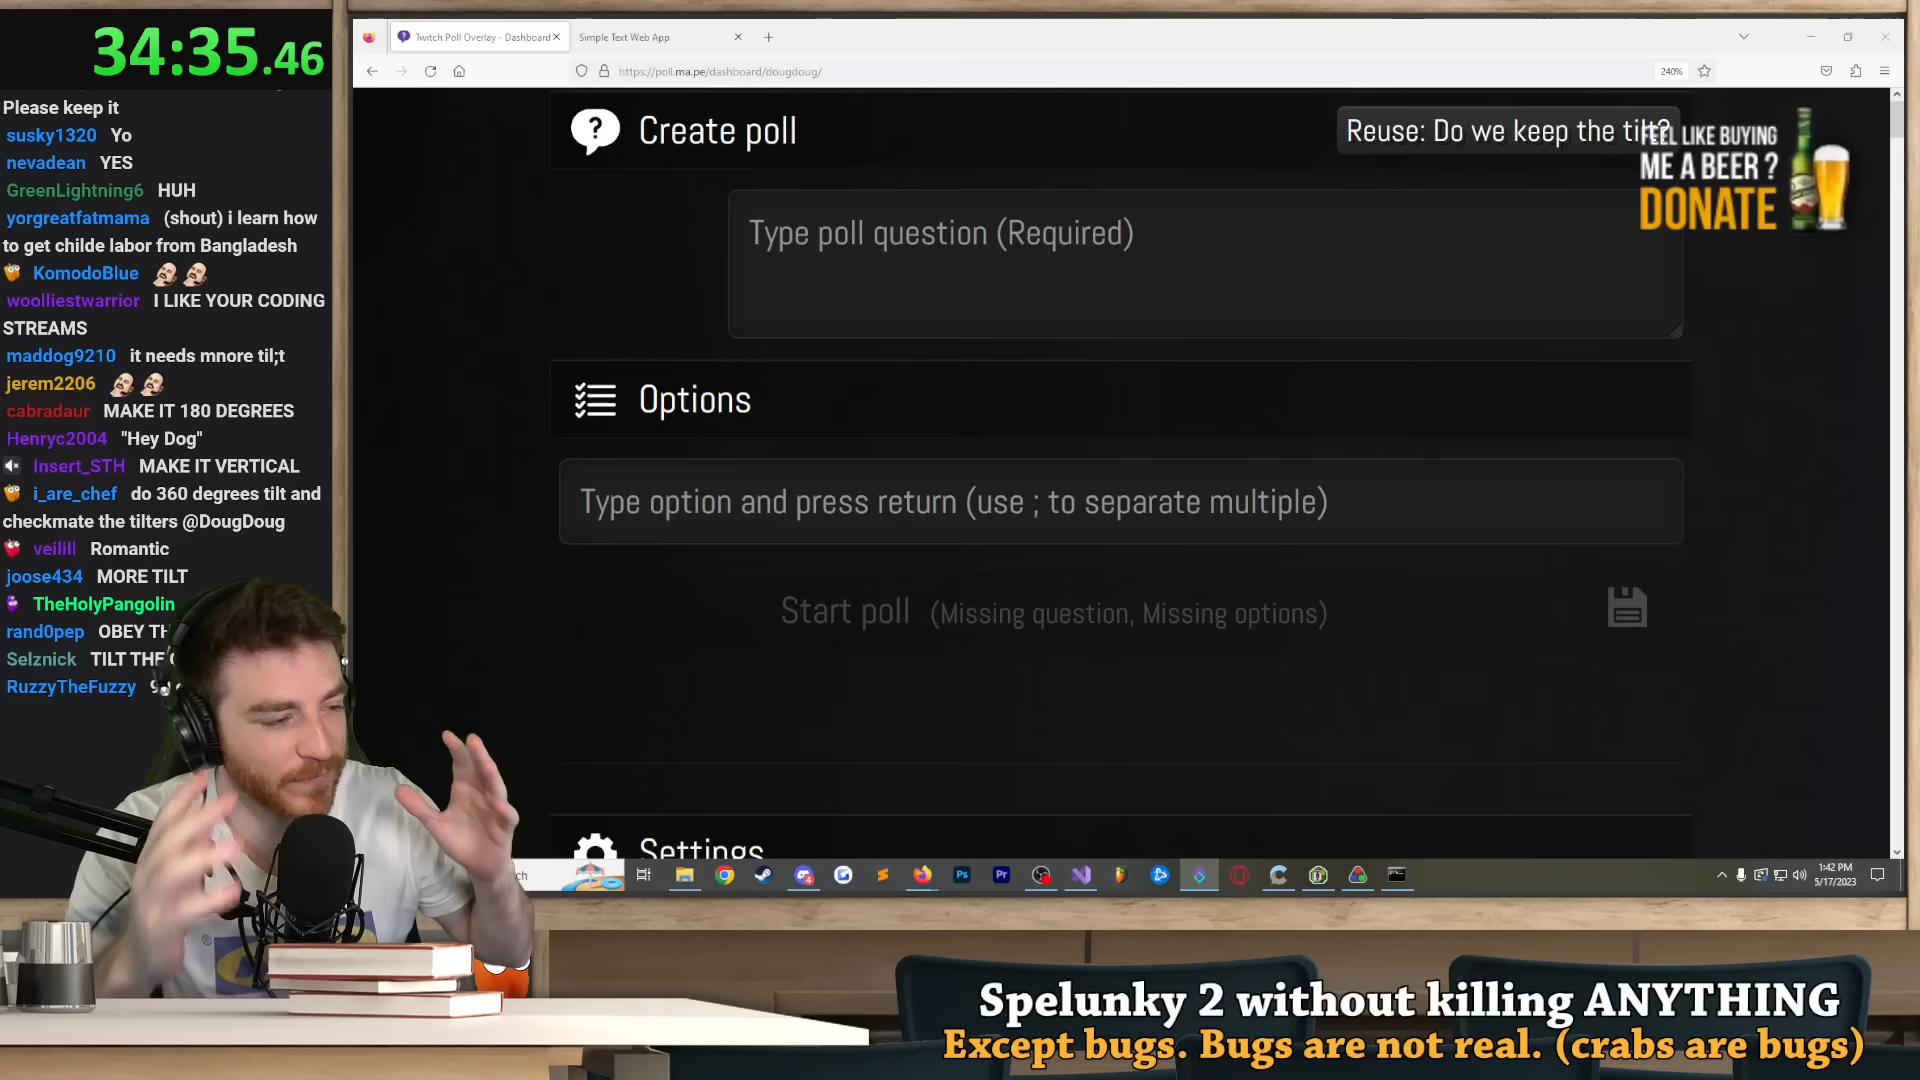 34:35.46
Please keep it
susky1320 Yo
nevadean YES
GreenLightning6 HUH
yorgreatfatmama (shout) i learn how
to get childe labor from Bangladesh
KomodoBlue
woolliestwarrior I LIKE YOUR CODING
STREAMS
maddog9210 it needs mnore til;t
jerem2206
cabradaur MAKE IT 180 DEGREES
Henryc2004 "Hey Dog"
Insert_STH MAKE IT VERTICAL
i_are_chef do 360 degrees tilt and
checkmate the tilters @DougDoug
veilill Romantic
joose434 MORE TILT
TheHolyPangolin
rand0pep OBEY
Selznick TILT THE
RuzzyTheFuzzy
Twitch Poll Overlay - Dashboard
Simple Text Web App
https://poll.ma.pe/dashboard/dougdoug/
240%
Create poll
Reuse: Do we keep the tilt?
FEEL LIKE BUYING
ME A BEER ?
DONATE
Type poll question (Required)
Options
Type option and press return (use ; to separate multiple)
Start poll (Missing question, Missing options)
Settings
Ps
Pr
1:42 PM
5/17/2023
Spelunky 2 without killing ANYTHING
Except bugs. Bugs are not real. (crabs are bugs)